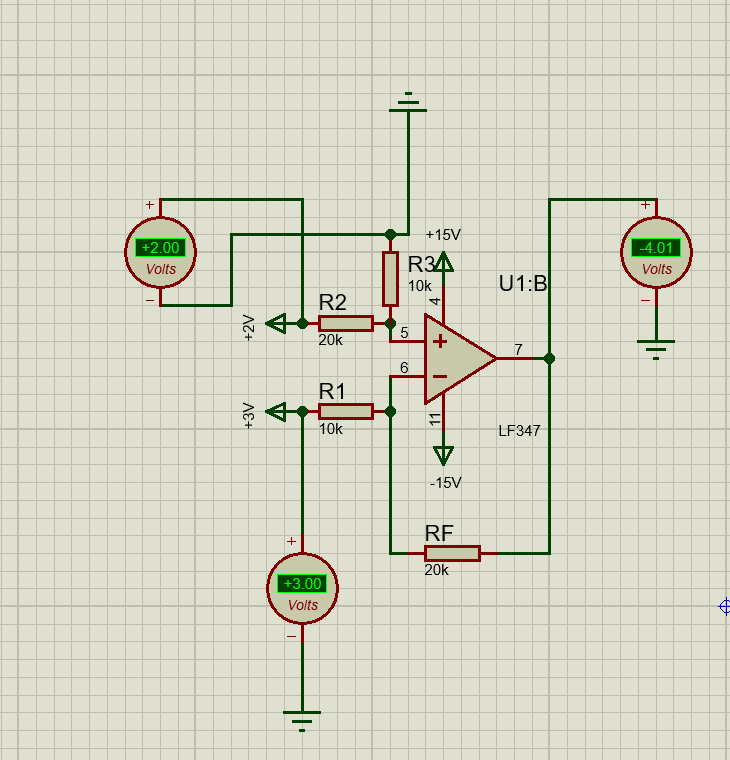 +
+2.00
Volts
−
+15V
+
-4.01
Volts
−
R3
10k
4
U1:B
R2
+2V
20k
5
+
7
6
−
R1
+3V
10k
11
LF347
-15V
RF
20k
+
+3.00
Volts
−